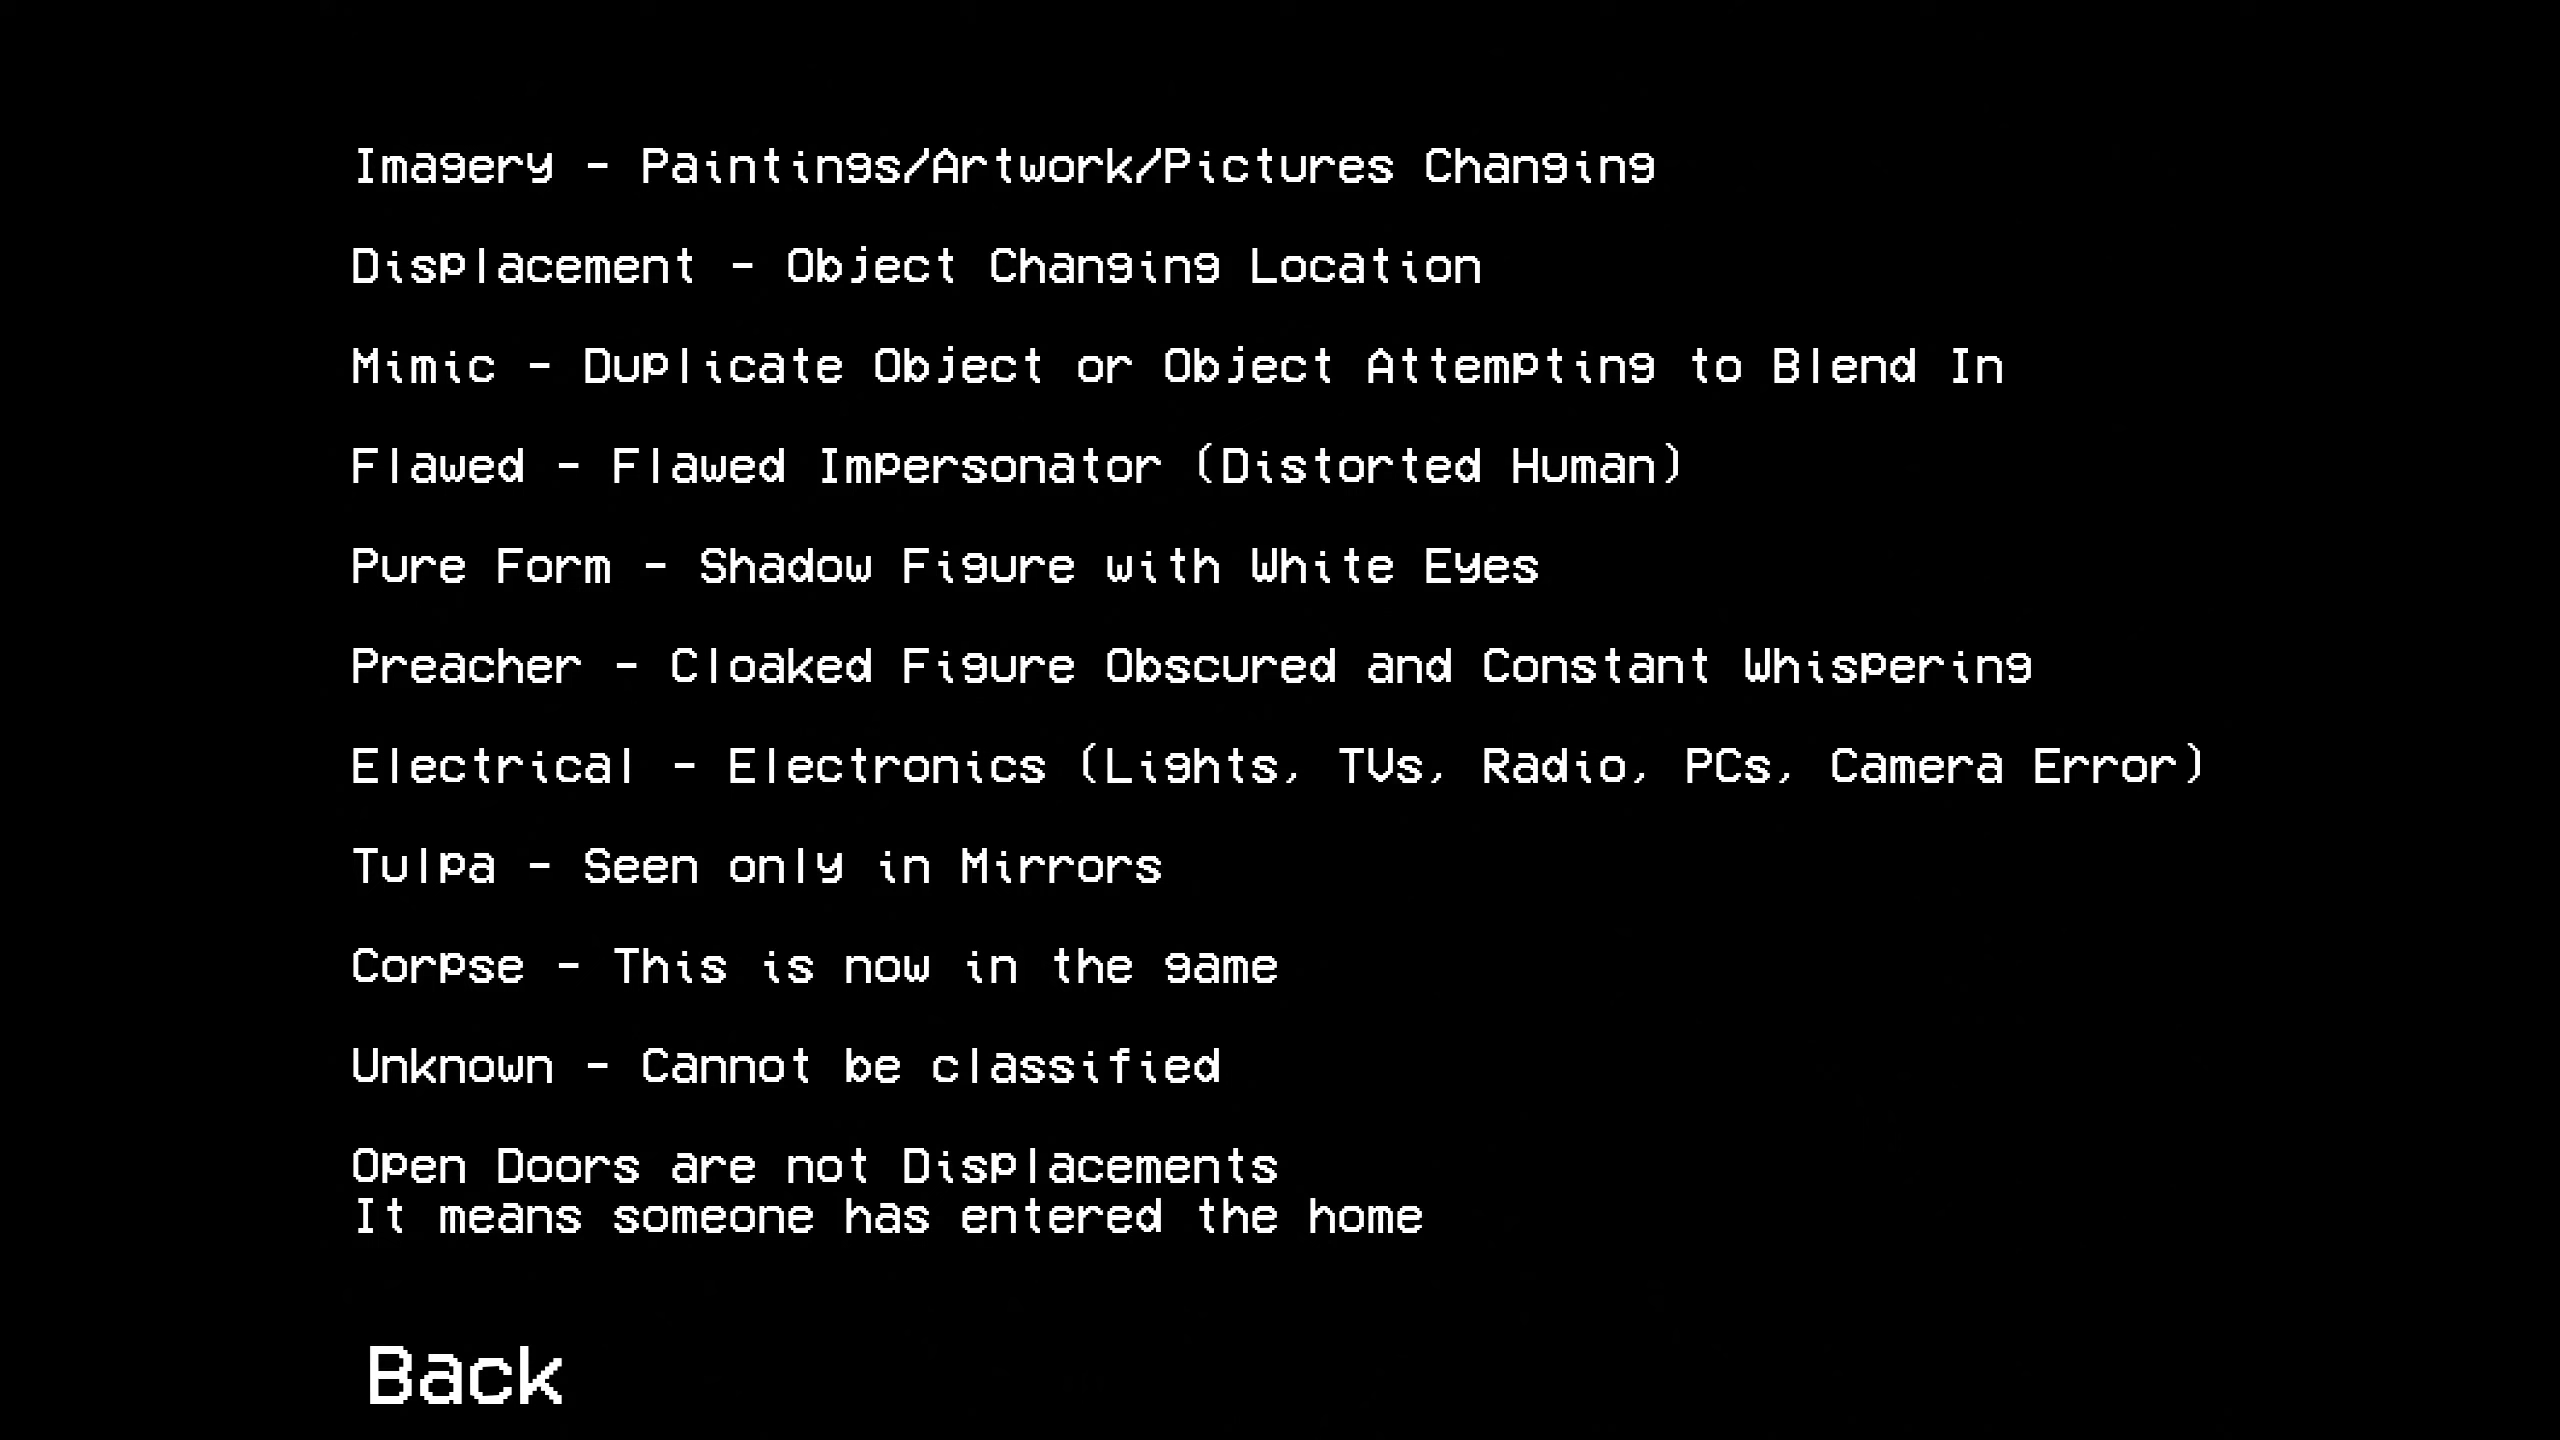 Imagery - Paintings/Artwork/Pictures Changing
Displacement - Object Changing Location
Mimic - Duplicate Object or Object Attempting to Blend In
Flawed - Flawed Impersonator (Distorted Human)
Pure Form - Shadow Figure with White Eyes
Preacher - Cloaked Figure Obscured and Constant Whispering
Electrical - Electronics (Lights, TVs, Radio, PCs, Camera Error)
Tulpa - Seen only in Mirrors
Corpse - This is now in the game
Unknown - Cannot be classified
Open Doors are not Displacements
It means someone has entered the home
Back